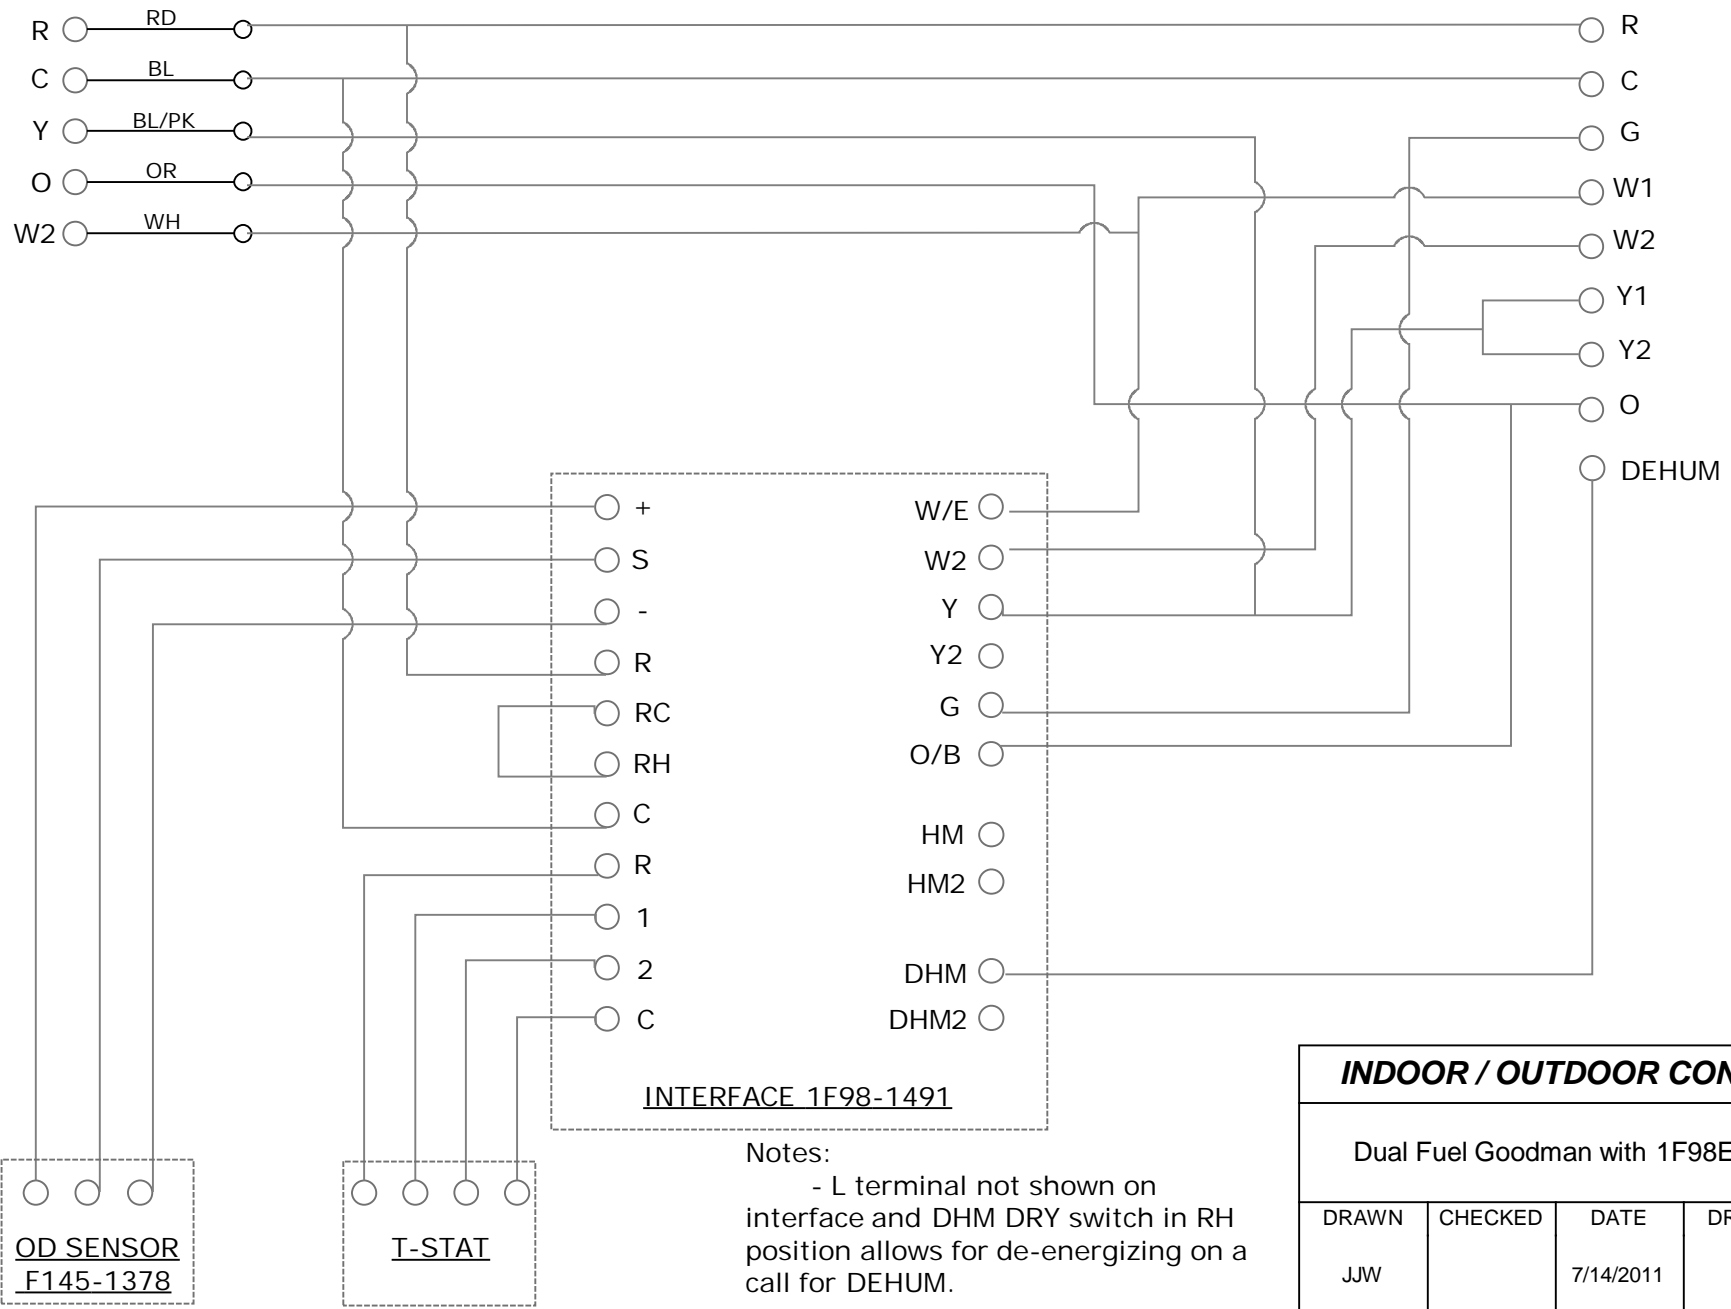 R
RD
R
C
BL
C
Y
BL/PK
G
O
OR
W1
W2
WH
W2
Y1
Y2
O
DEHUM
+
W/E
S
W2
-
Y
R
Y2
RC
G
RH
O/B
C
HM
R
HM2
1
2
DHM
C
DHM2
INTERFACE 1F98-1491
OD SENSOR
F145-1378
T-STAT
Notes:
- L terminal not shown on
interface and DHM DRY switch in RH
position allows for de-energizing on a
call for DEHUM.
INDOOR / OUTDOOR CON
Dual Fuel Goodman with 1F98E
DRAWN CHECKED DATE DR
JJW 7/14/2011